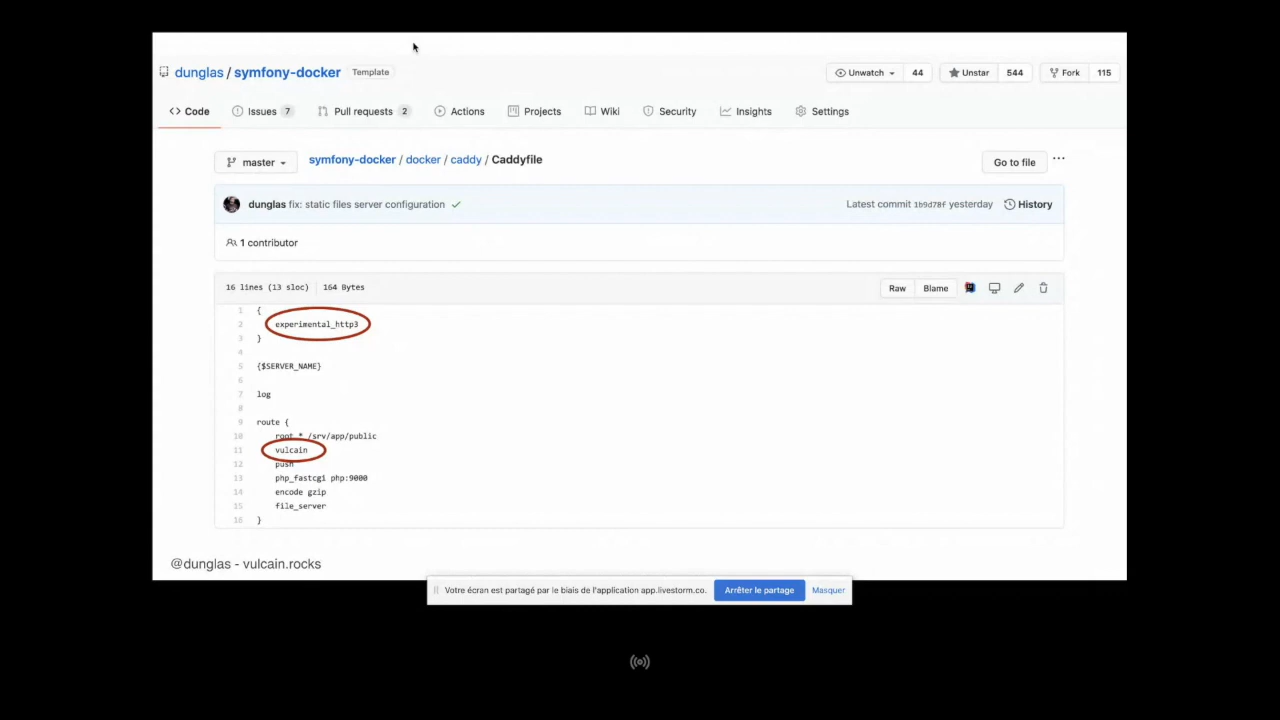 dunglas / symfony-docker Template
Unwatch 44 Unstar 544 Fork 115
Code Issues 7 Pull requests 2 Actions Projects Wiki Security Insights Settings
master symfony-docker / docker / caddy / Caddyfile Go to file ...
dunglas fix: static files server configuration Latest commit 1b9d78f yesterday History
1 contributor
16 lines (13 sloc) 164 Bytes Raw Blame
1 {
2 experimental_http3
3 }
4
5 {$SERVER_NAME}
6
7 log
8
9 route {
10 root * /srv/app/public
11 vulcain
12 push
13 php_fastcgi php:9000
14 encode gzip
15 file_server
16 }
@dunglas - vulcain.rocks
Votre écran est partagé par le biais de l'application app.livestorm.co. Arrêter le partage Masquer